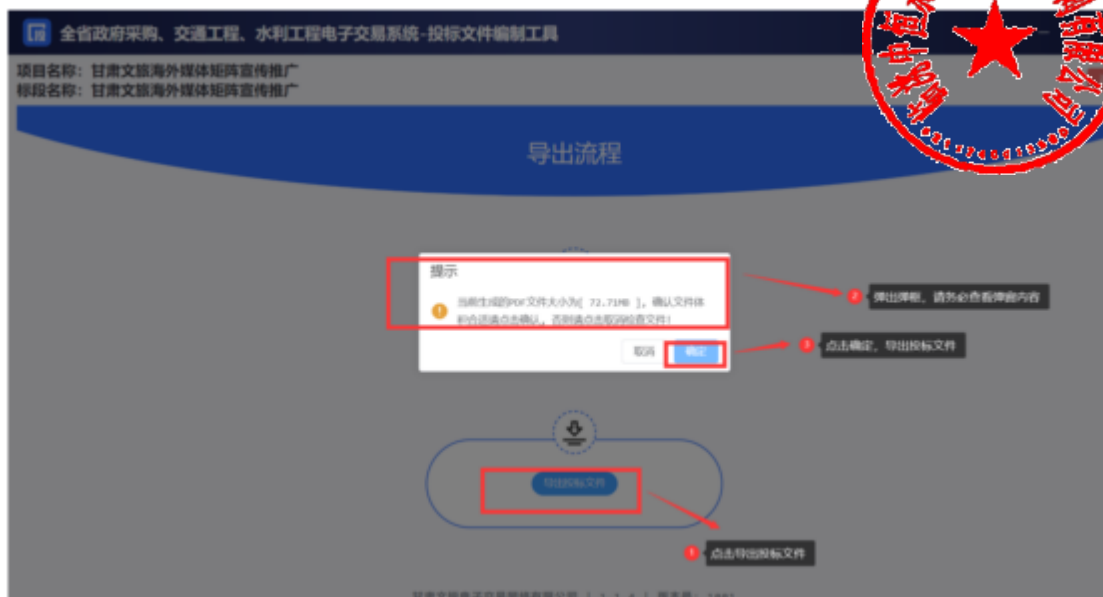 全省政府采购、交通工程、水利工程电子交易系统-投标文件编制工具
项目名称：甘肃文旅海外媒体矩阵宣传推广
标段名称：甘肃文旅海外媒体矩阵宣传推广
导出流程
提示
当前生成的PDF文件大小为[ 72.71MB ]，确认文件体
积合适请点击确认，否则请点击取消检查文件!
2 弹出弹框，请务必查看弹窗内容
取消 确定
3 点击确定，导出投标文件
导出投标文件
1 点击导出投标文件